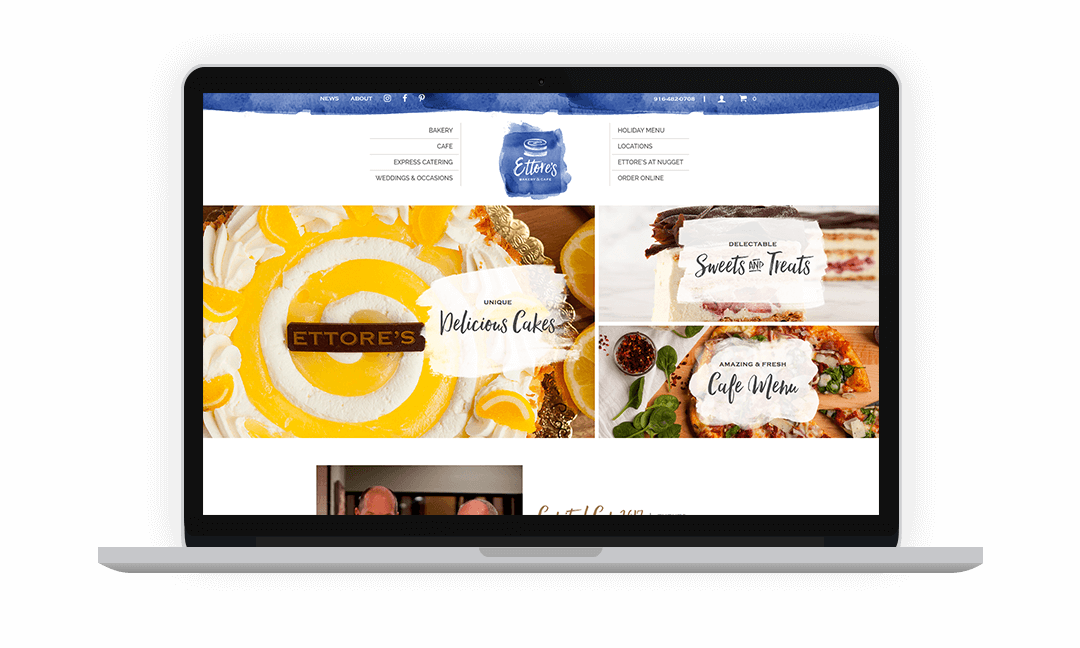 NEWS ABOUT 916-482-0708 | 0
BAKERY
CAFE
EXPRESS CATERING
WEDDINGS & OCCASIONS
Ettore's
BAKERY & CAFE
HOLIDAY MENU
LOCATIONS
ETTORE'S AT NUGGET
ORDER ONLINE
ETTORE'S
UNIQUE
Delicious Cakes
DELECTABLE
Sweets AND Treats
AMAZING & FRESH
Cafe Menu